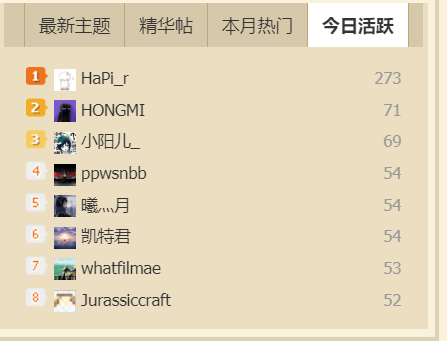 最新主题 精华帖 本月热门 今日活跃
1 HaPi_r 273
2 HONGMI 71
3 小阳儿_ 69
4 ppwsnbb 54
5 曦灬月 54
6 凯特君 54
7 whatfilmae 53
8 Jurassiccraft 52